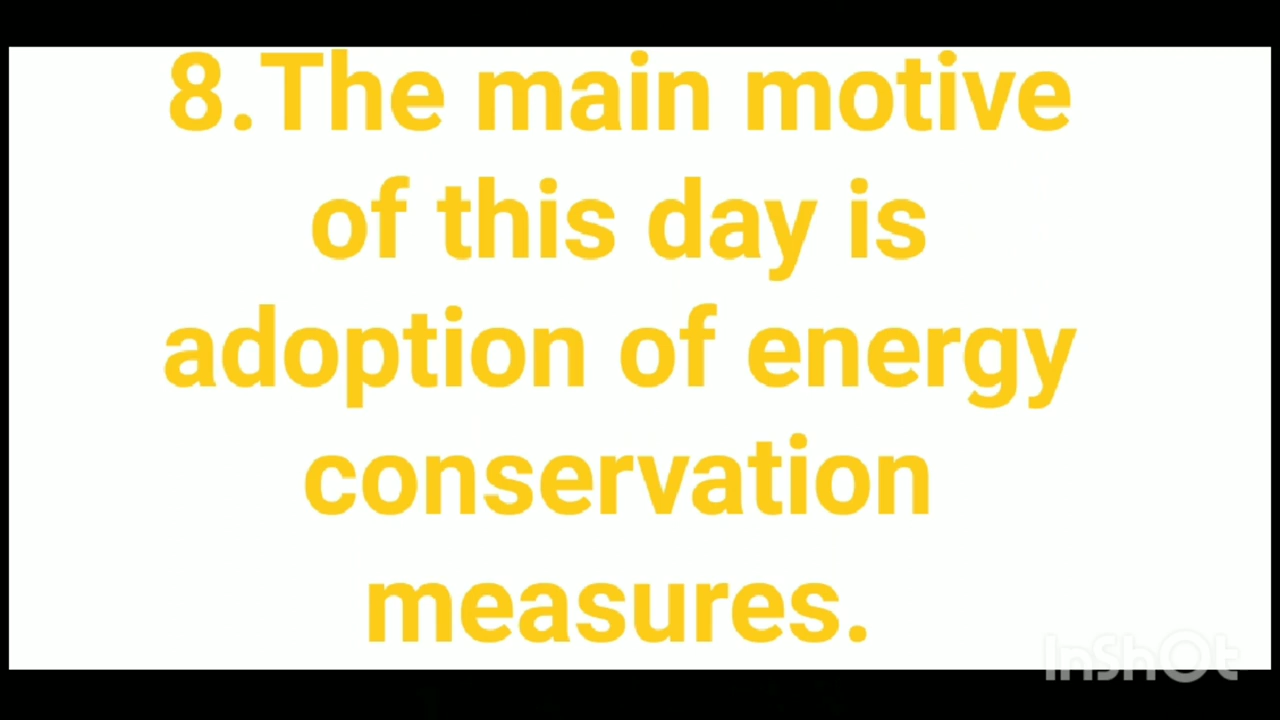 8.The main motive
of this day is
adoption of energy
conservation
measures.
InShOt